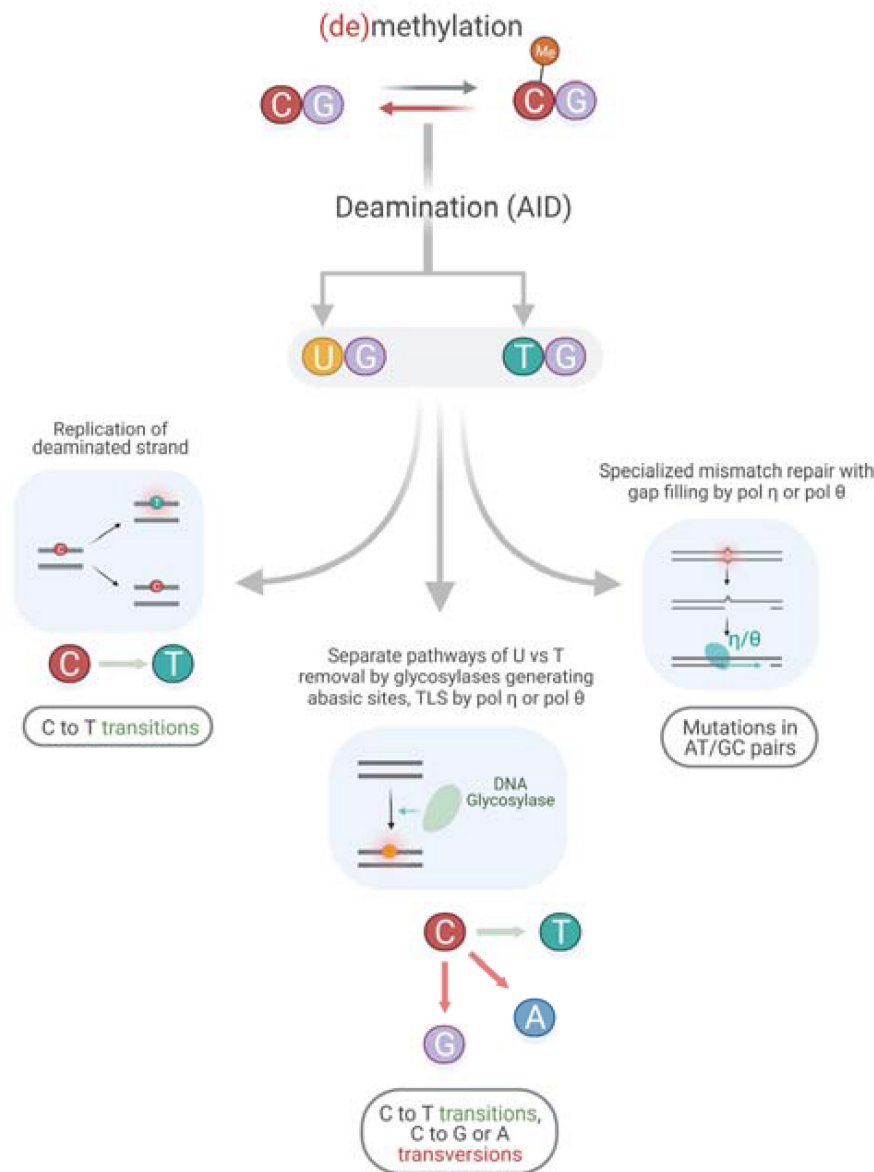 (de)methylation
Me
C G
C G
Deamination (AID)
U G
T G
Replication of
deaminated strand
T
C
C
C T
C to T transitions
Specialized mismatch repair with
gap filling by pol η or pol θ
η/θ
Mutations in
AT/GC pairs
Separate pathways of U vs T
removal by glycosylases generating
abasic sites, TLS by pol η or pol θ
DNA
Glycosylase
C T
A
G
C to T transitions,
C to G or A
transversions